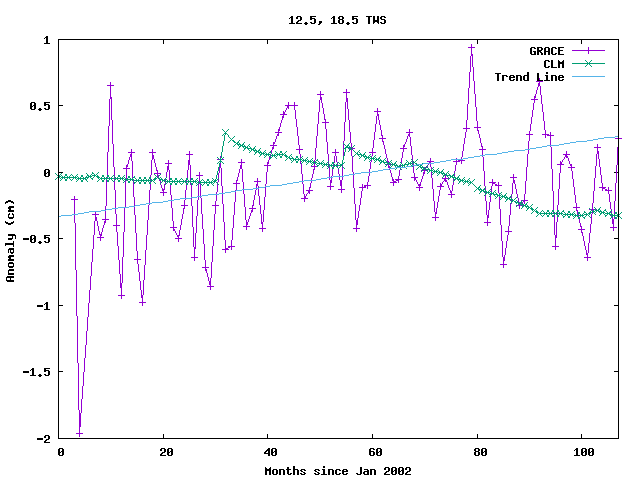 12.5, 18.5 TWS
GRACE
CLM
Trend Line
1
0.5
0
-0.5
-1
-1.5
-2
Anomaly (cm)
0 20 40 60 80 100
Months since Jan 2002